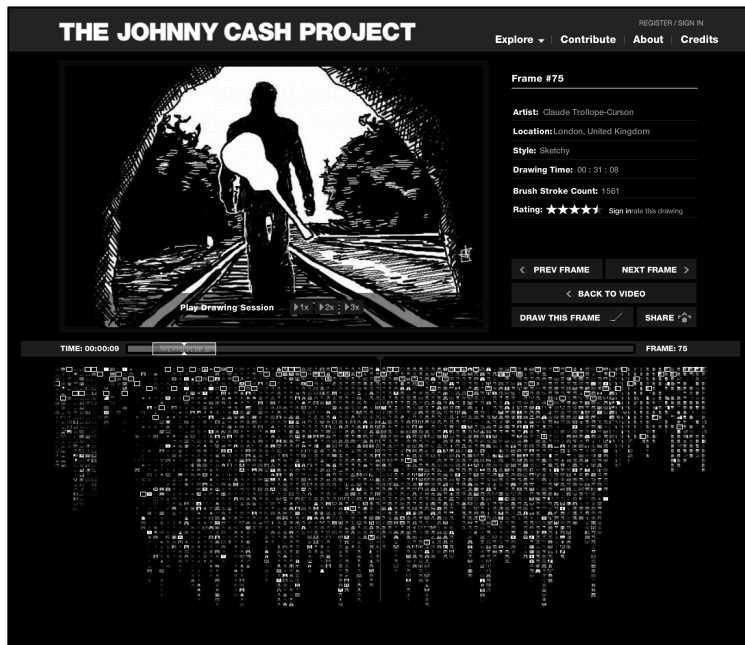 THE JOHNNY CASH PROJECT
REGISTER / SIGN IN
Explore Contribute About Credits
Frame #75
Artist: Claude Trollope-Curson
Location: London, United Kingdom
Style: Sketchy
Drawing Time: 00 : 31 : 08
Brush Stroke Count: 1561
Rating: Sign in rate this drawing
PREV FRAME NEXT FRAME
BACK TO VIDEO
DRAW THIS FRAME SHARE
Play Drawing Session 1x 2x 3x
TIME: 00:00:09 FRAME: 75